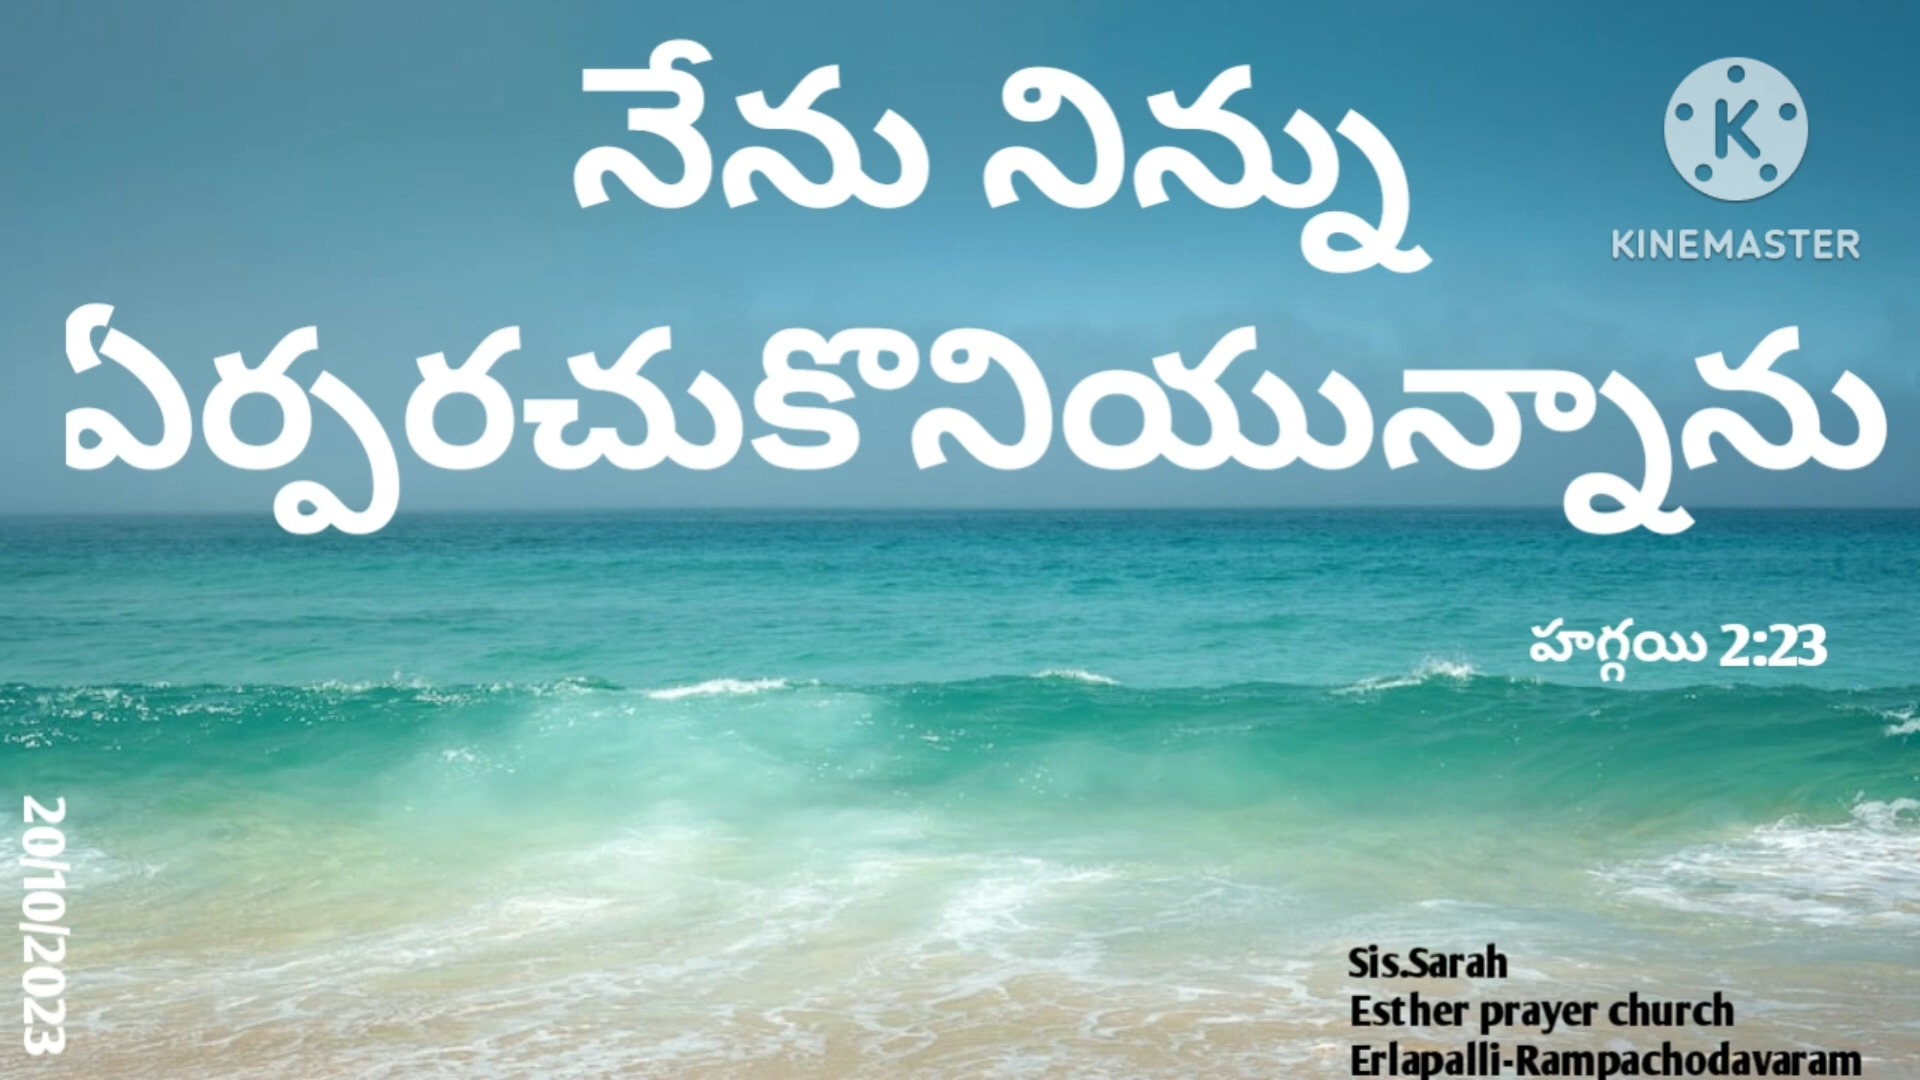 నేను నిన్ను
KINEMASTER
ఏర్పరచుకొనియున్నాను
హగ్గయి 2:23
20/10/2023
Sis.Sarah
Esther prayer church
Erlapalli-Rampachodavaram